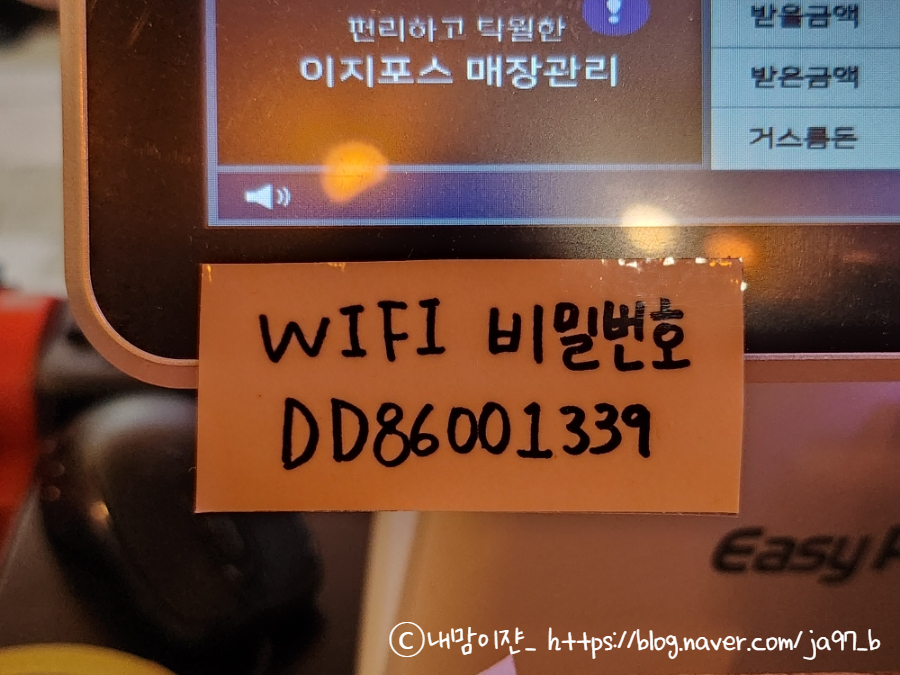 편리하고 탁월한
이지포스 매장관리
받을금액
받은금액
거스름돈
WIFI 비밀번호
DD86001339
Easy
©내맘이쟌_ https://blog.naver.com/ja97_b